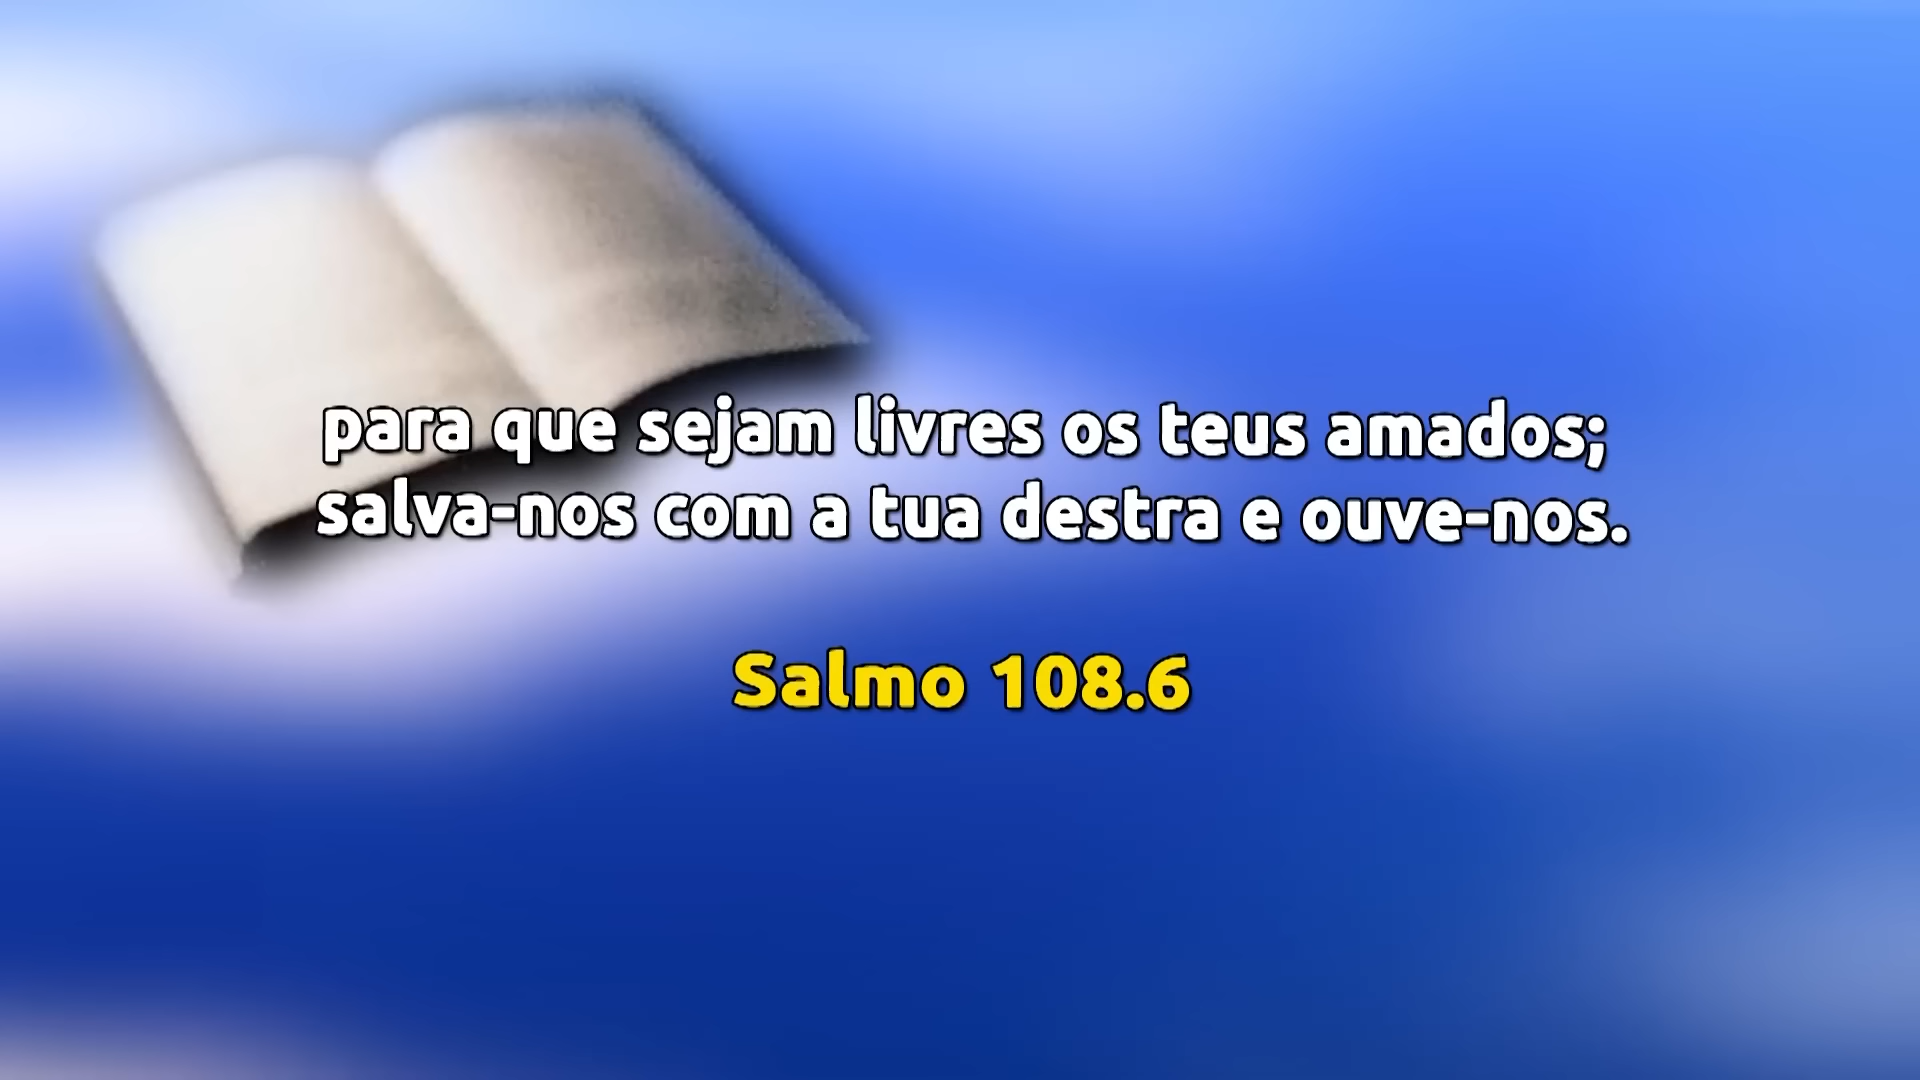 para que sejam livres os teus amados;
salva-nos com a tua destra e ouve-nos.
Salmo 108.6